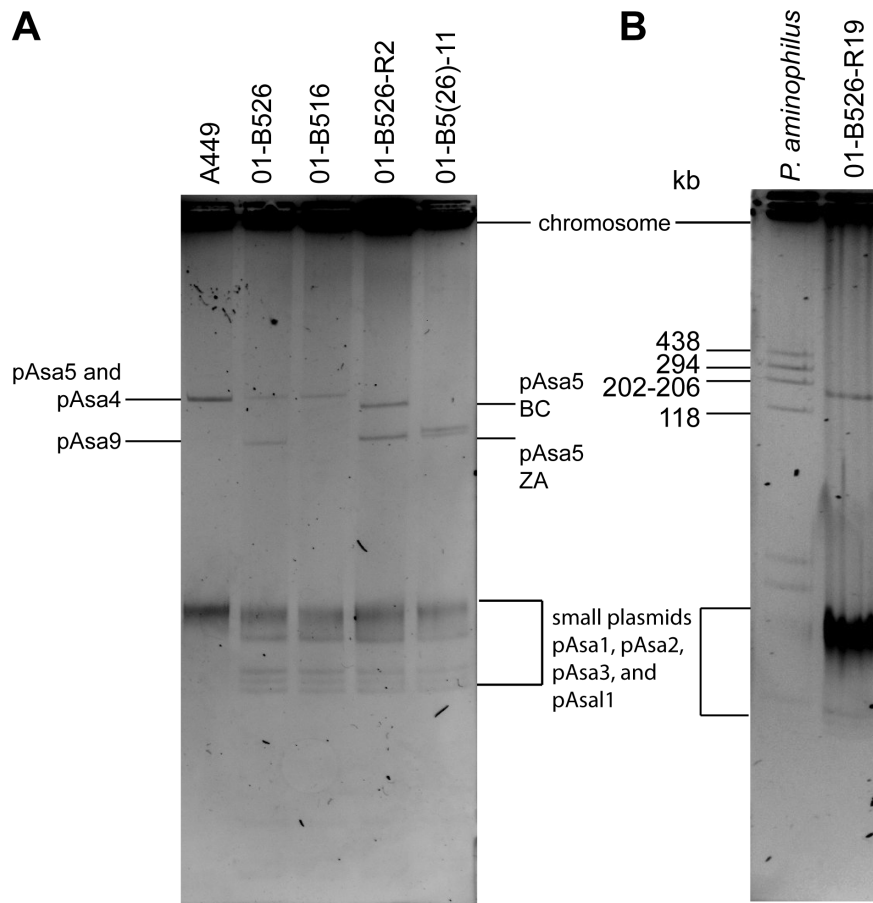 A
B
A449
01-B526
01-B516
01-B526-R2
01-B5(26)-11
P. aminophilus
01-B526-R19
kb
chromosome
pAsa5 and
pAsa4
pAsa9
pAsa5
BC
pAsa5
ZA
438
294
202-206
118
small plasmids
pAsa1, pAsa2,
pAsa3, and
pAsal1